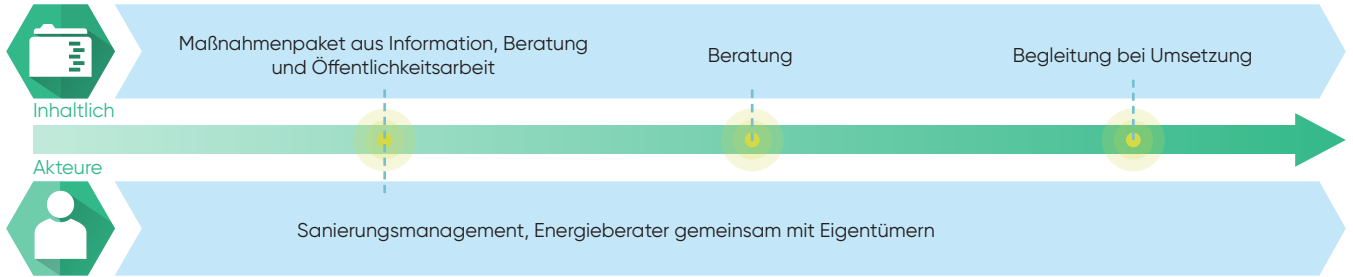 Maßnahmenpaket aus Information, Beratung
und Öffentlichkeitsarbeit
Beratung
Begleitung bei Umsetzung
Inhaltlich
Akteure
Sanierungsmanagement, Energieberater gemeinsam mit Eigentümern